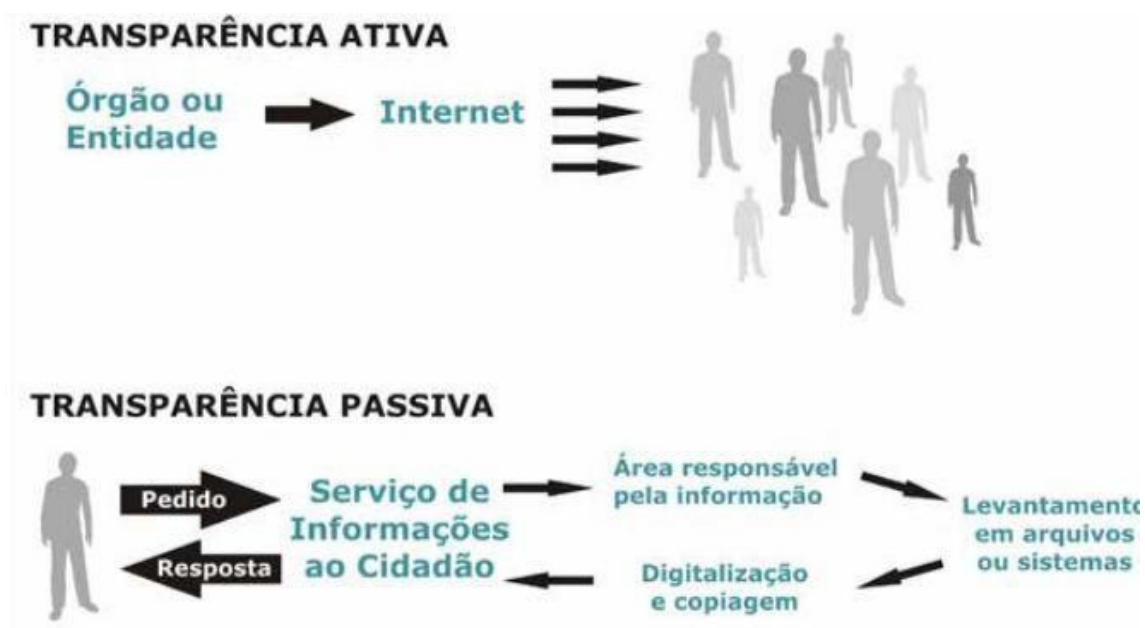 TRANSPARÊNCIA ATIVA
Órgão ou
Entidade
Internet
TRANSPARÊNCIA PASSIVA
Pedido
Resposta
Serviço de
Informações
ao Cidadão
Área responsável
pela informação
Levantamento
em arquivos
ou sistemas
Digitalização
e copiagem